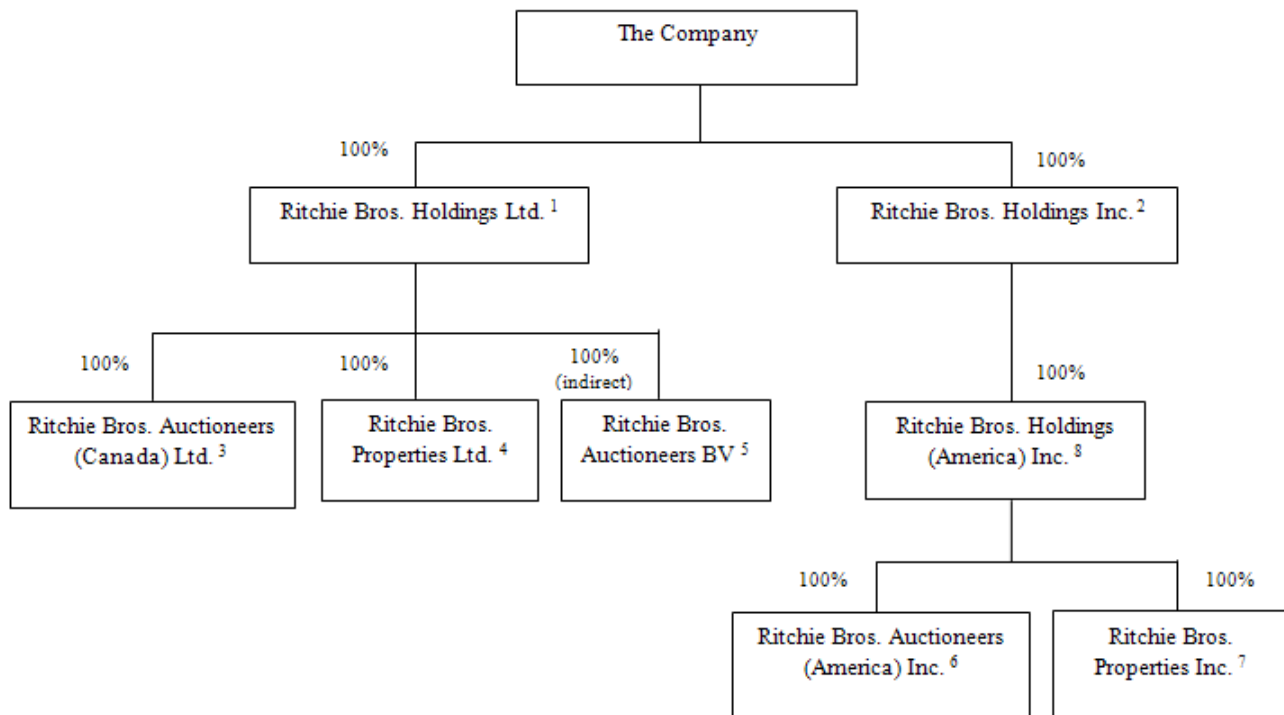 The Company
100%
100%
Ritchie Bros. Holdings Ltd. 1
Ritchie Bros. Holdings Inc. 2
100%
100%
100%
(indirect)
100%
Ritchie Bros. Auctioneers
(Canada) Ltd. 3
Ritchie Bros.
Properties Ltd. 4
Ritchie Bros.
Auctioneers BV 5
Ritchie Bros. Holdings
(America) Inc. 8
100%
100%
Ritchie Bros. Auctioneers
(America) Inc. 6
Ritchie Bros.
Properties Inc. 7